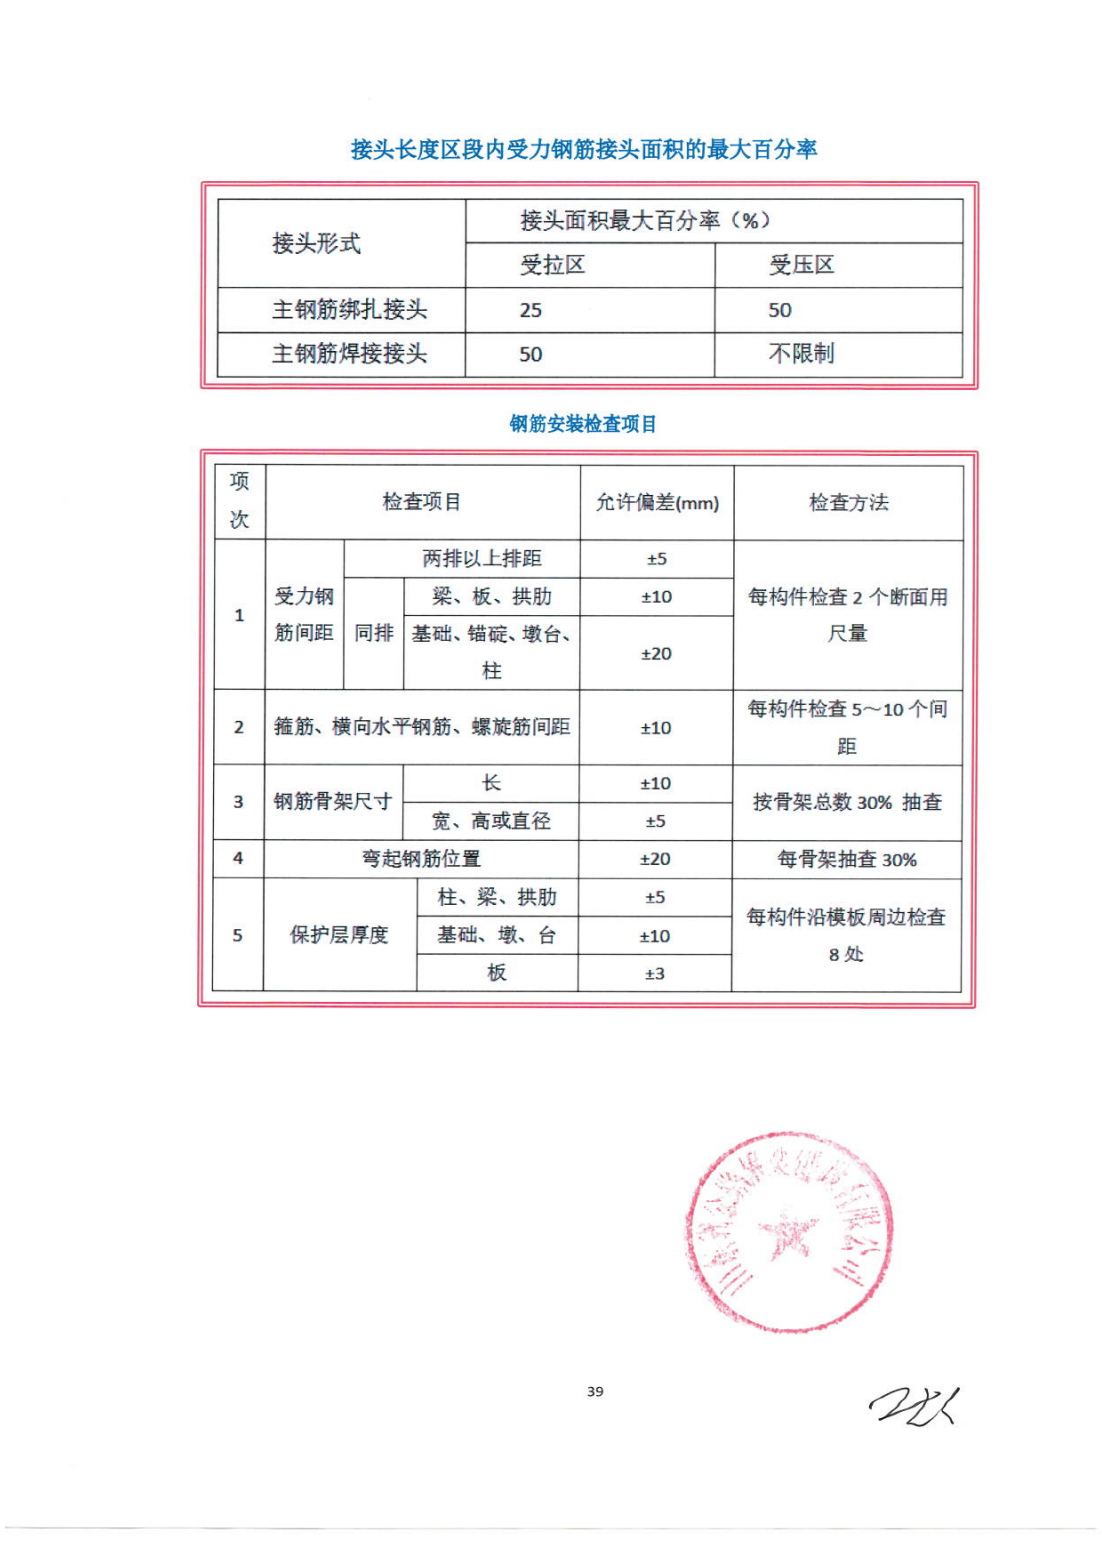 接头长度区段内受力钢筋接头面积的最大百分率
接头形式
接头面积最大百分率（%）
受拉区 受压区
主钢筋绑扎接头 25 50
主钢筋焊接接头 50 不限制
钢筋安装检查项目
项
次
检查项目 允许偏差(mm) 检查方法
1
受力钢
筋间距
两排以上排距 ±5
同排
梁、板、拱肋 ±10
基础、锚碇、墩台、
柱
±20
每构件检查 2 个断面用
尺量
2 箍筋、横向水平钢筋、螺旋筋间距 ±10
每构件检查 5～10 个间
距
3 钢筋骨架尺寸
长 ±10
宽、高或直径 ±5
按骨架总数 30% 抽查
4 弯起钢筋位置 ±20 每骨架抽查 30%
5 保护层厚度
柱、梁、拱肋 ±5
基础、墩、台 ±10
板 ±3
每构件沿模板周边检查
8 处
39